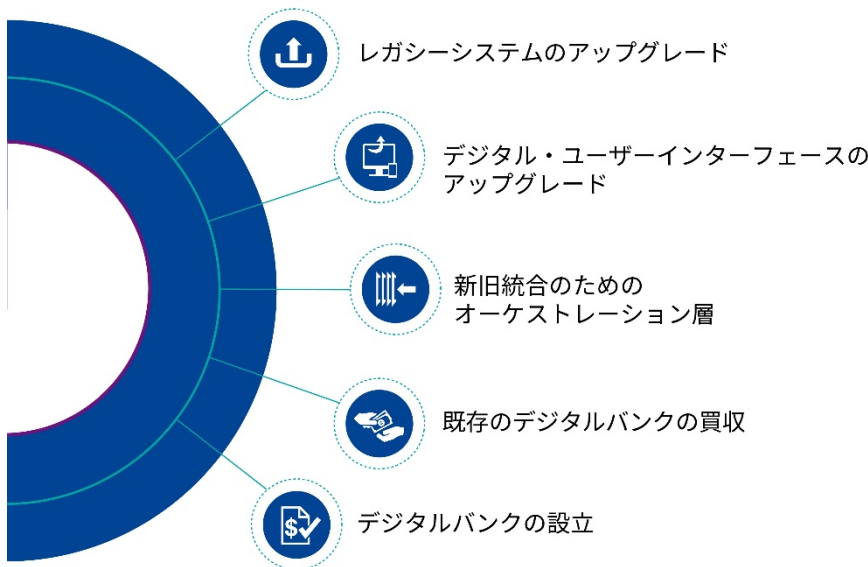 レガシーシステムのアップグレード
デジタル・ユーザーインターフェースの
アップグレード
新旧統合のための
オーケストレーション層
既存のデジタルバンクの買収
$
デジタルバンクの設立